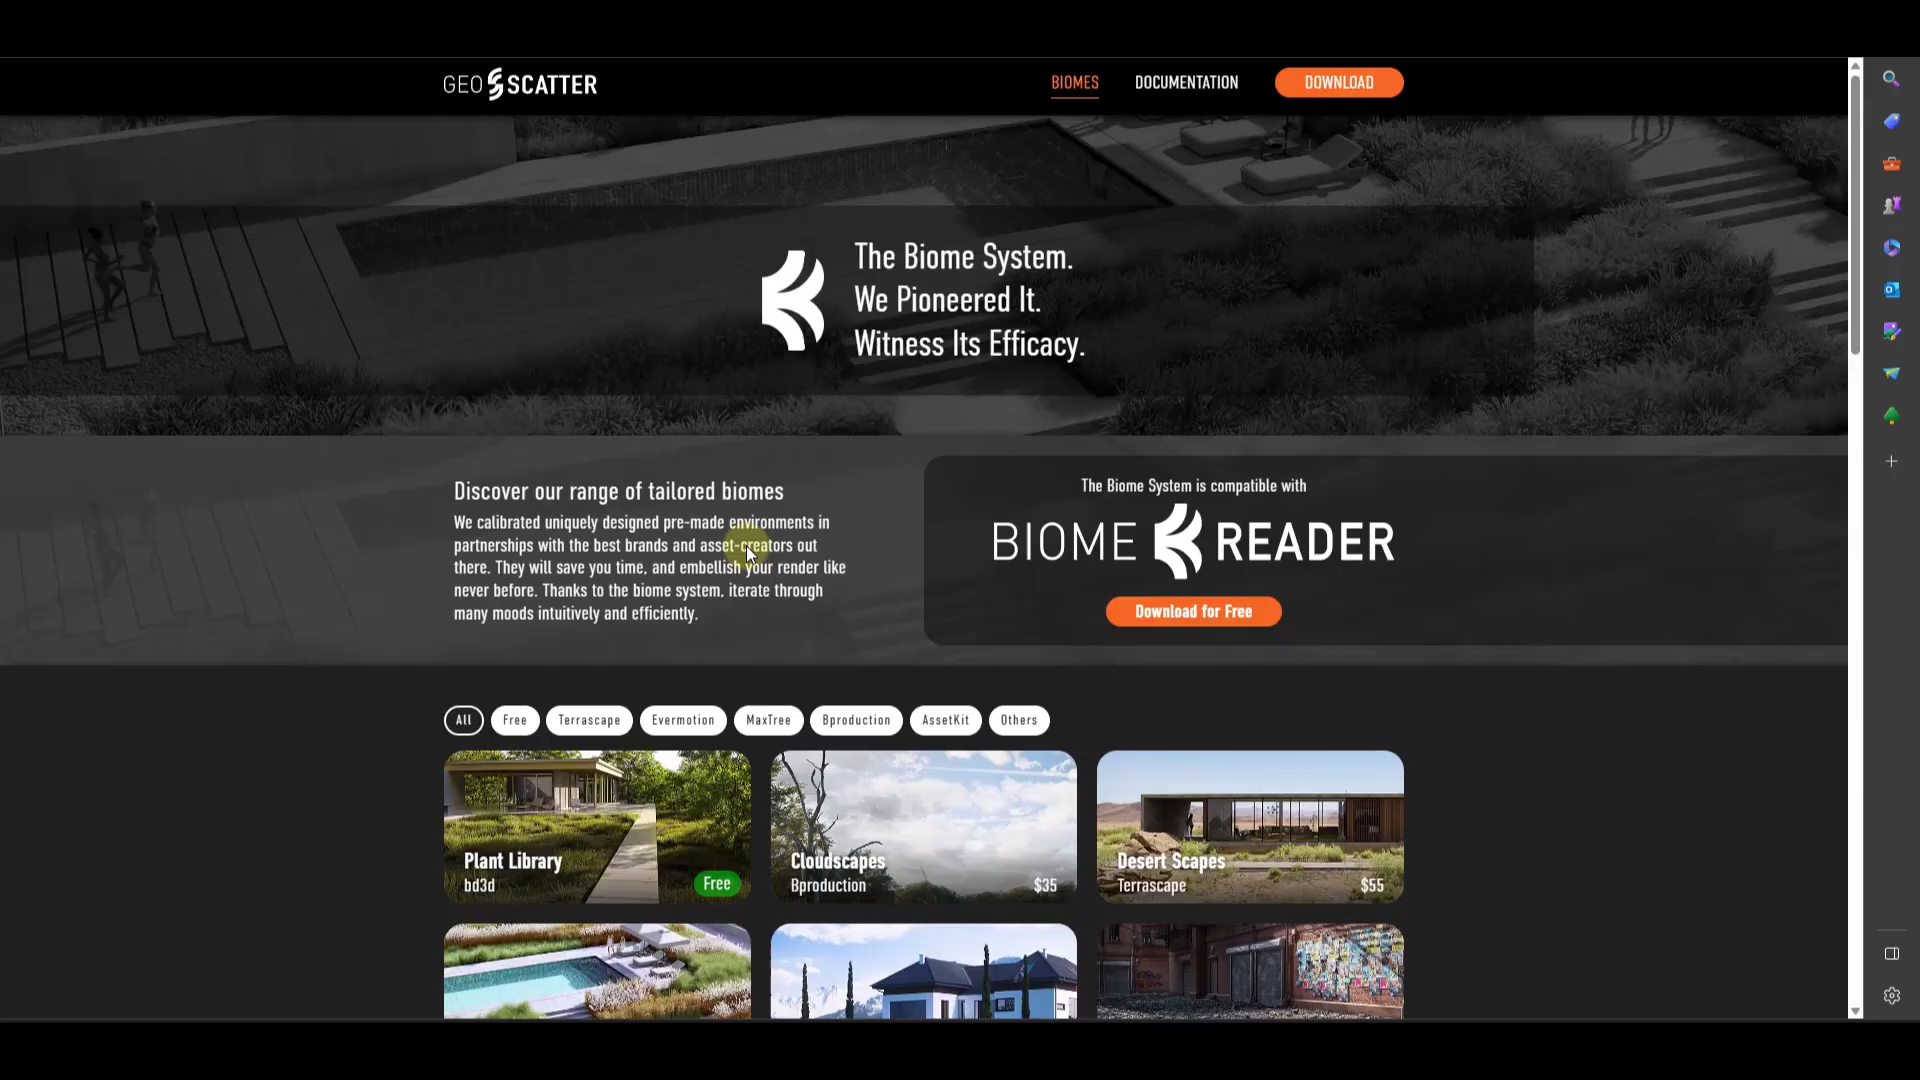 GEO SCATTER
BIOMES
DOCUMENTATION
DOWNLOAD
The Biome System.
We Pioneered It.
Witness Its Efficacy.
Discover our range of tailored biomes
We calibrated uniquely designed pre-made environments in
partnerships with the best brands and asset-creators out
there. They will save you time, and embellish your render like
never before. Thanks to the biome system, iterate through
many moods intuitively and efficiently.
The Biome System is compatible with
BIOME READER
Download for Free
All
Free
Terrascape
Evermotion
MaxTree
Bproduction
AssetKit
Others
Plant Library
bd3d
Free
Cloudscapes
Bproduction
$35
Desert Scapes
Terrascape
$55